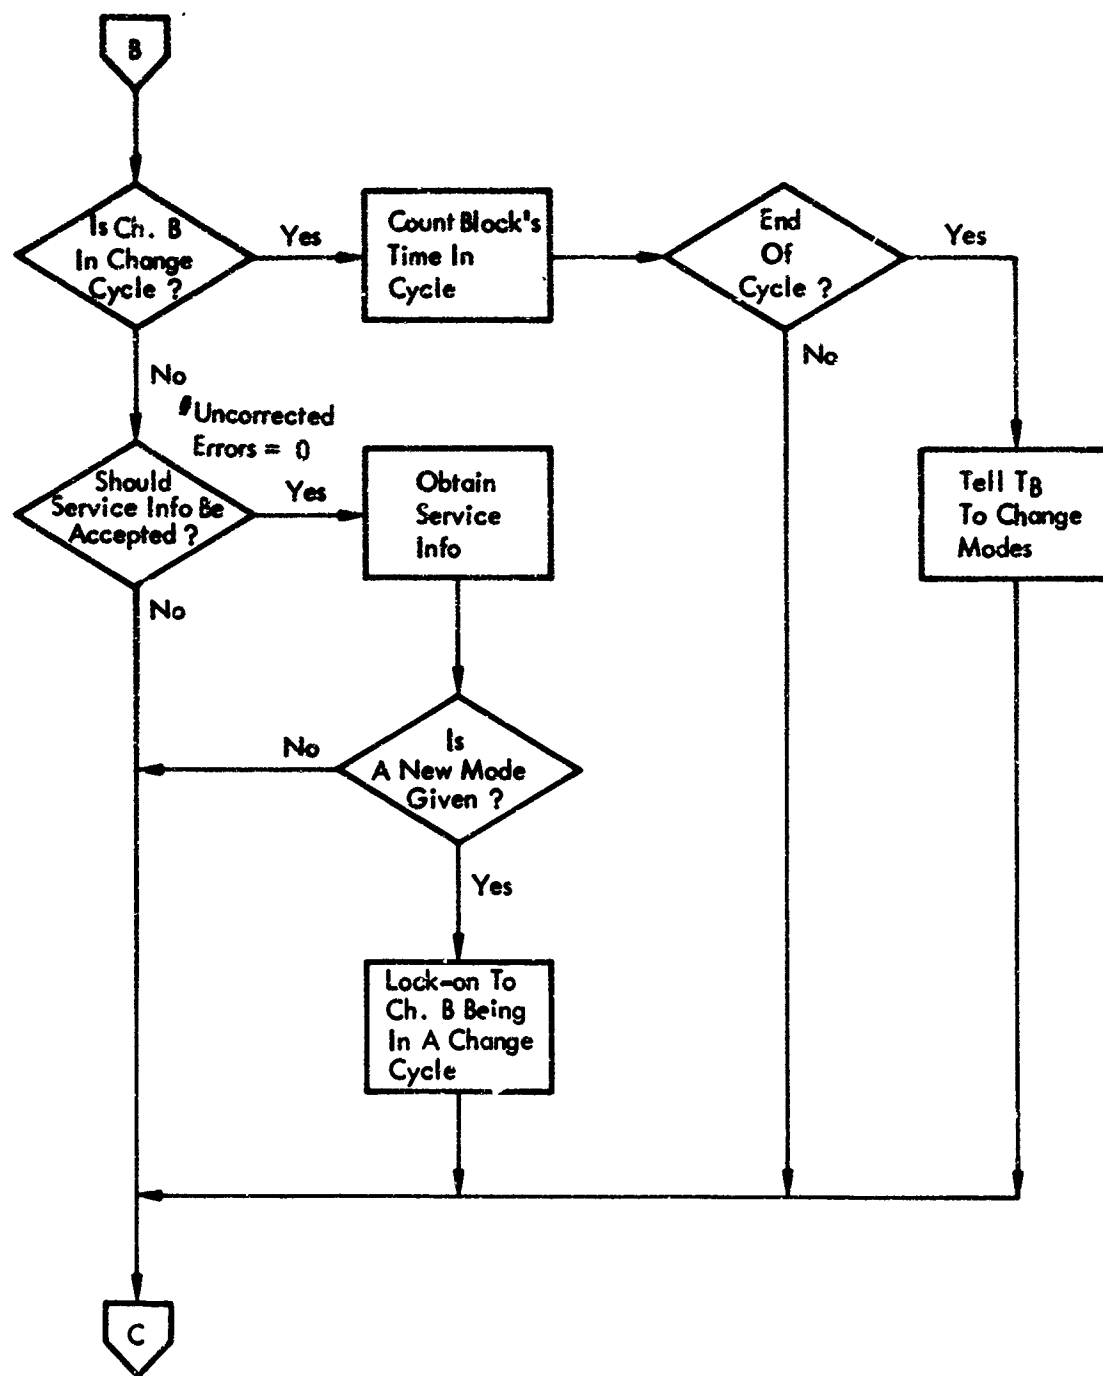 B
Is Ch. B
In Change
Cycle ?
Yes
Count Block's
Time In
Cycle
End
Of
Cycle ?
Yes
No
No
#Uncorrected
Errors = 0
Should
Service Info Be
Accepted ?
Yes
Obtain
Service
Info
Tell TB
To Change
Modes
No
Is
A New Mode
Given ?
No
Yes
Lock-on To
Ch. B Being
In A Change
Cycle
C